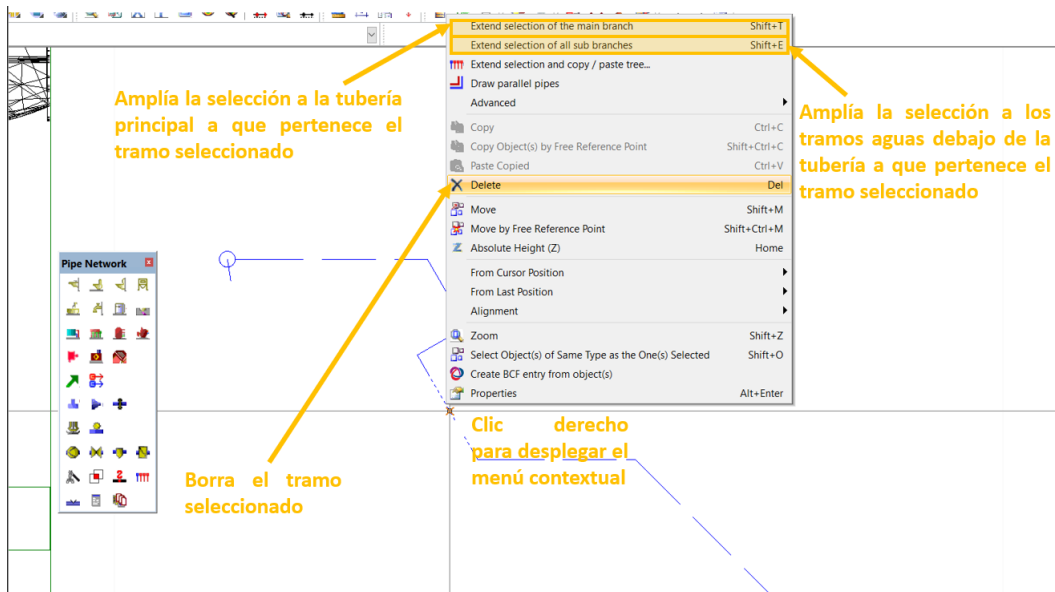 Extend selection of the main branch Shift+T
Extend selection of all sub branches Shift+E
Extend selection and copy / paste tree...
Draw parallel pipes
Advanced
Copy Ctrl+C
Copy Object(s) by Free Reference Point Shift+Ctrl+C
Paste Copied Ctrl+V
Delete Del
Move Shift+M
Move by Free Reference Point Shift+Ctrl+M
Absolute Height (Z) Home
From Cursor Position
From Last Position
Alignment
Zoom Shift+Z
Select Object(s) of Same Type as the One(s) Selected Shift+O
Create BCF entry from object(s)
Properties Alt+Enter
Amplía la selección a la tubería
principal a que pertenece el
tramo seleccionado
Amplía la selección a los
tramos aguas debajo de la
tubería a que pertenece el
tramo seleccionado
Pipe Network
Borra el tramo
seleccionado
Clic derecho
para desplegar el
menú contextual